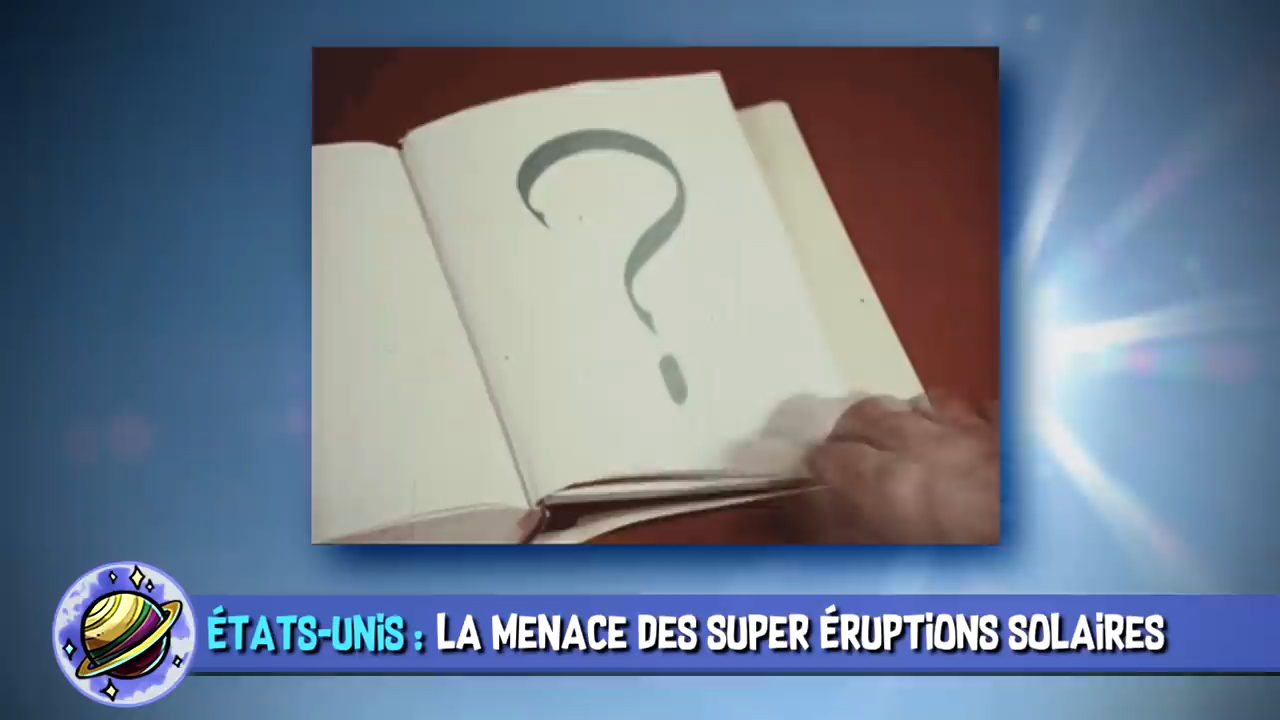 ?
ÉTATS-UNIS : LA MENACE DES SUPER ÉRUPTIONS SOLAIRES